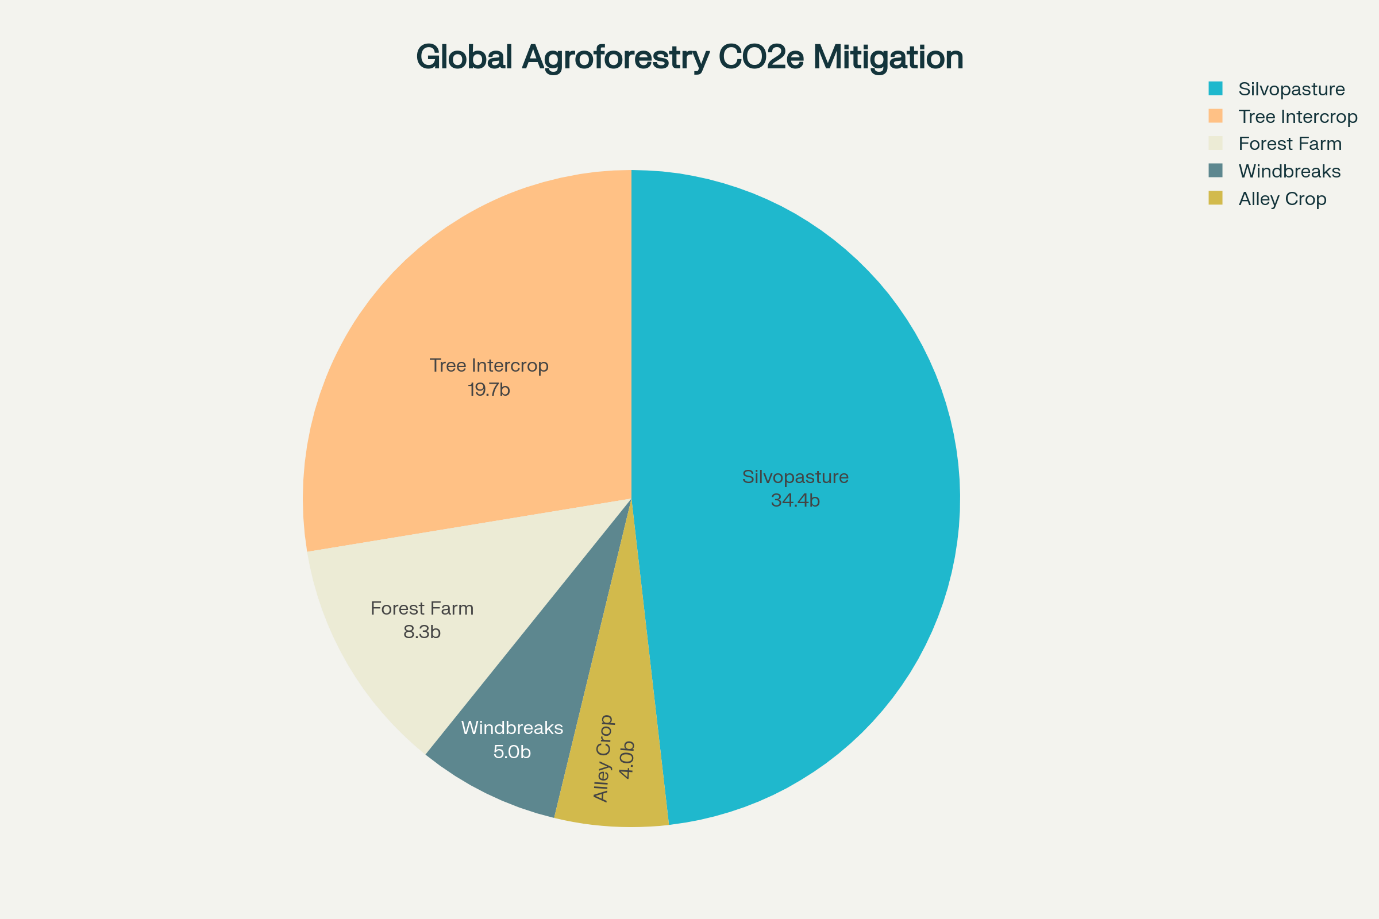 Global Agroforestry CO2e Mitigation
Silvopasture
Tree Intercrop
Forest Farm
Windbreaks
Alley Crop
Tree Intercrop
19.7b
Silvopasture
34.4b
Forest Farm
8.3b
Windbreaks
5.0b
Alley Crop
4.0b